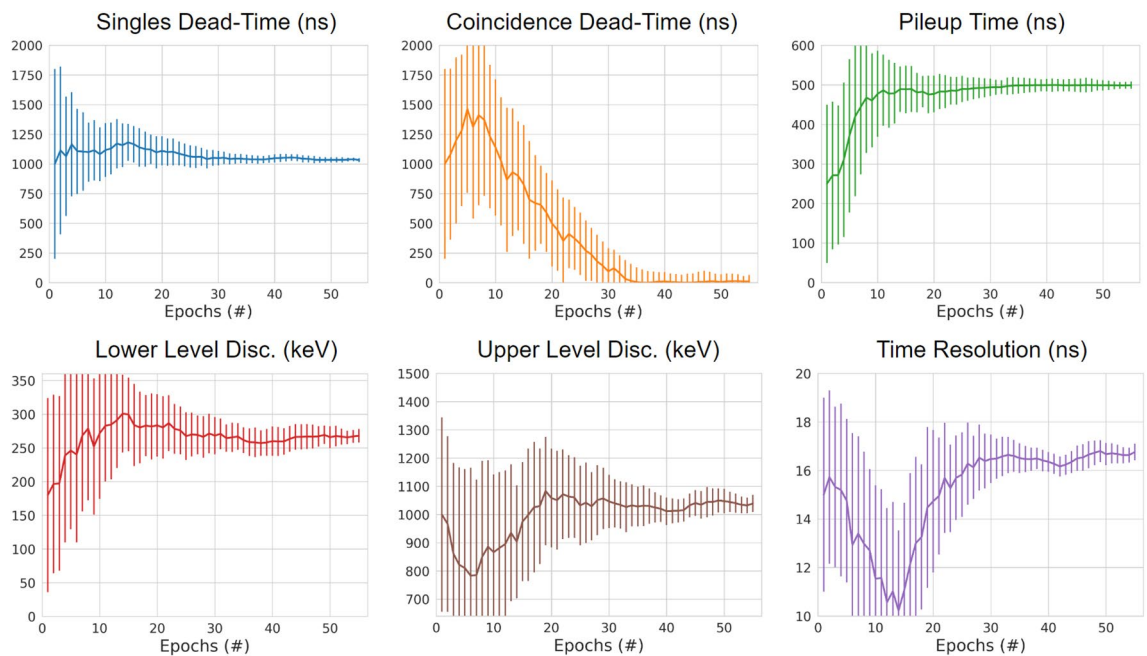 Singles Dead-Time (ns)
2000
1750
1500
1250
1000
750
500
250
0
0 10 20 30 40 50
Epochs (#)
Coincidence Dead-Time (ns)
2000
1750
1500
1250
1000
750
500
250
0
0 10 20 30 40 50
Epochs (#)
Pileup Time (ns)
600
500
400
300
200
100
0
0 10 20 30 40 50
Epochs (#)
Lower Level Disc. (keV)
350
300
250
200
150
100
50
0
0 10 20 30 40 50
Epochs (#)
Upper Level Disc. (keV)
1500
1400
1300
1200
1100
1000
900
800
700
0 10 20 30 40 50
Epochs (#)
Time Resolution (ns)
20
18
16
14
12
10
0 10 20 30 40 50
Epochs (#)